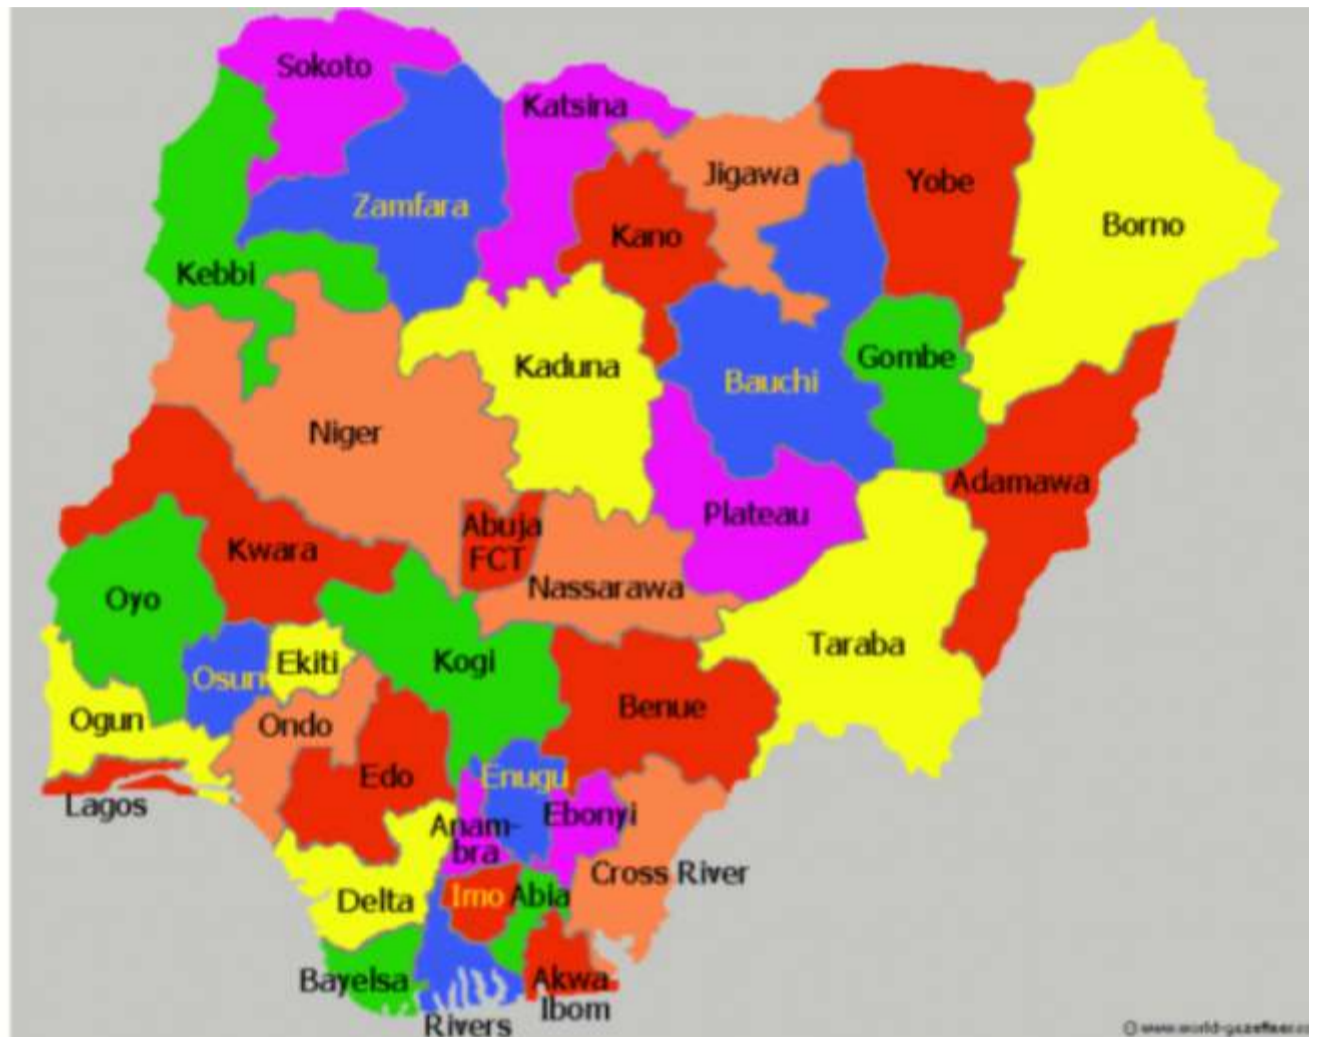 Sokoto
Katsina
Jigawa
Yobe
Zamfara
Borno
Kano
Kebbi
Gombe
Kaduna
Bauchi
Niger
Adamawa
Plateau
Abuja
FCT
Kwara
Nassarawa
Oyo
Taraba
Ekiti
Kogi
Osun
Benue
Ogun
Ondo
Edo
Enugu
Lagos
Ebonyi
Anam-
bra
Cross River
Imo
Abia
Delta
Bayelsa
Akwa
Ibom
Rivers